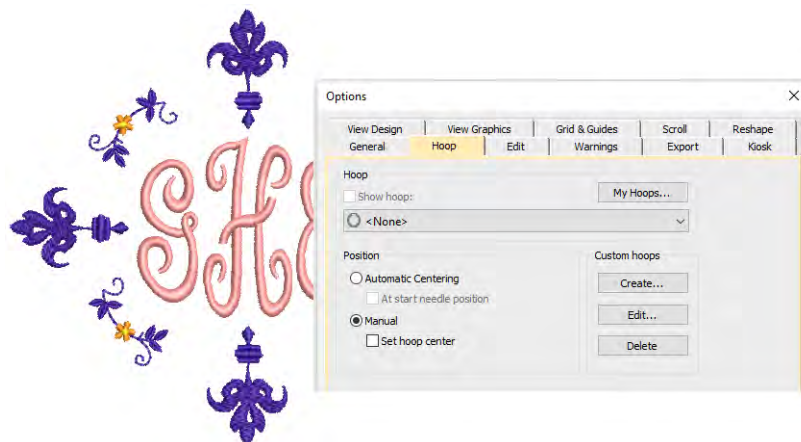 Options
View Design View Graphics Grid & Guides Scroll Reshape
General Hoop Edit Warnings Export Kiosk
Hoop
Show hoop: My Hoops...
<None>
Position Custom hoops
Automatic Centering Create...
At start needle position
Manual Edit...
Set hoop center Delete